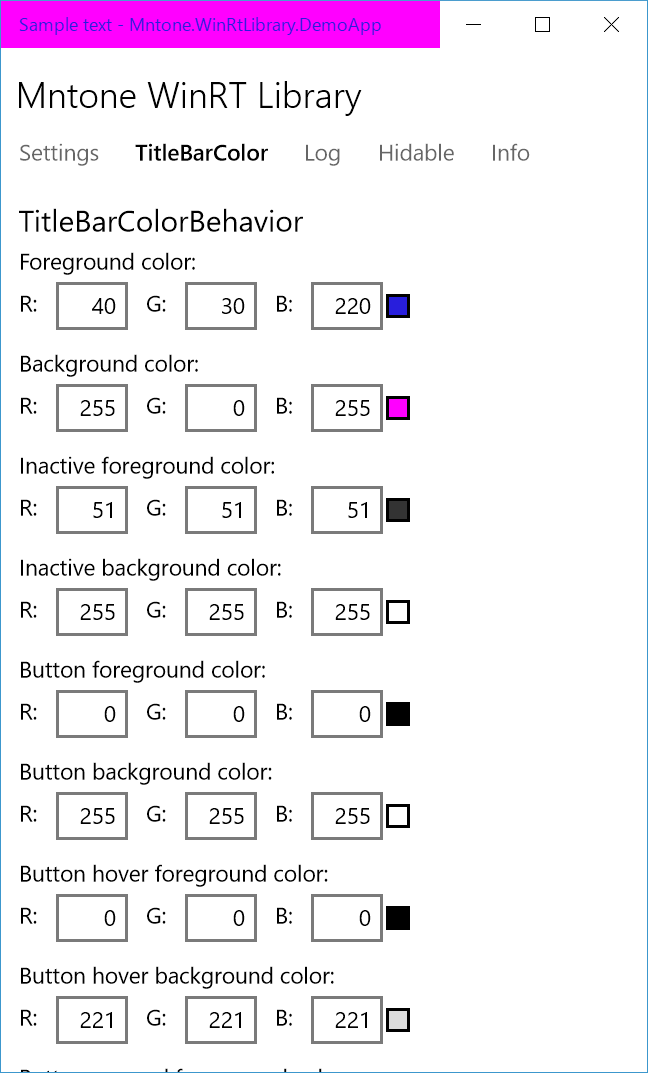 Sample text - Mntone.WinRtLibrary.DemoApp
Mntone WinRT Library
Settings TitleBarColor Log Hidable Info
TitleBarColorBehavior
Foreground color:
R: 40 G: 30 B: 220
Background color:
R: 255 G: 0 B: 255
Inactive foreground color:
R: 51 G: 51 B: 51
Inactive background color:
R: 255 G: 255 B: 255
Button foreground color:
R: 0 G: 0 B: 0
Button background color:
R: 255 G: 255 B: 255
Button hover foreground color:
R: 0 G: 0 B: 0
Button hover background color:
R: 221 G: 221 B: 221